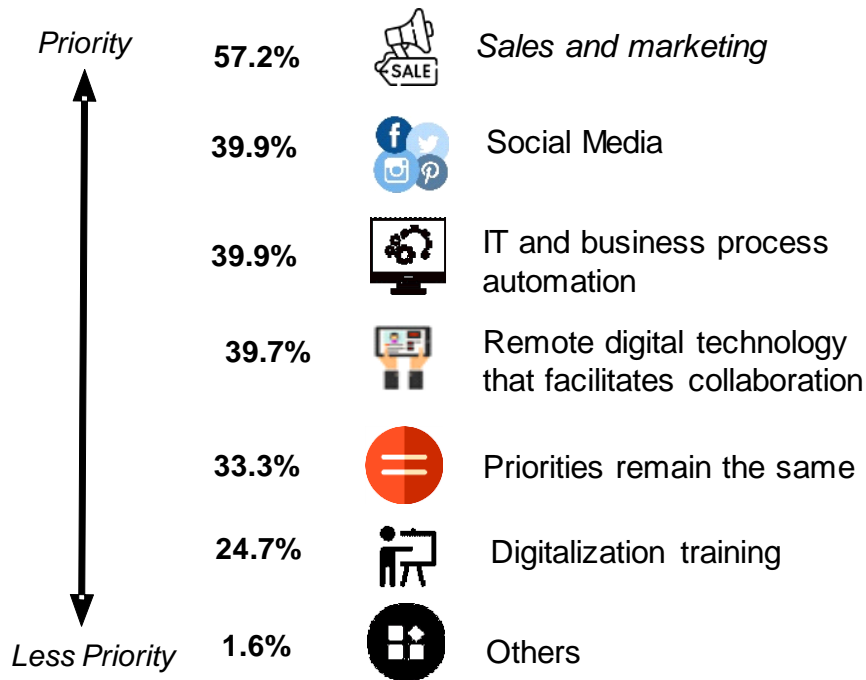 Priority
57.2%
SALE
Sales and marketing
39.9%
Social Media
39.9%
IT and business process
automation
39.7%
Remote digital technology
that facilitates collaboration
33.3%
Priorities remain the same
24.7%
Digitalization training
Less Priority
1.6%
Others